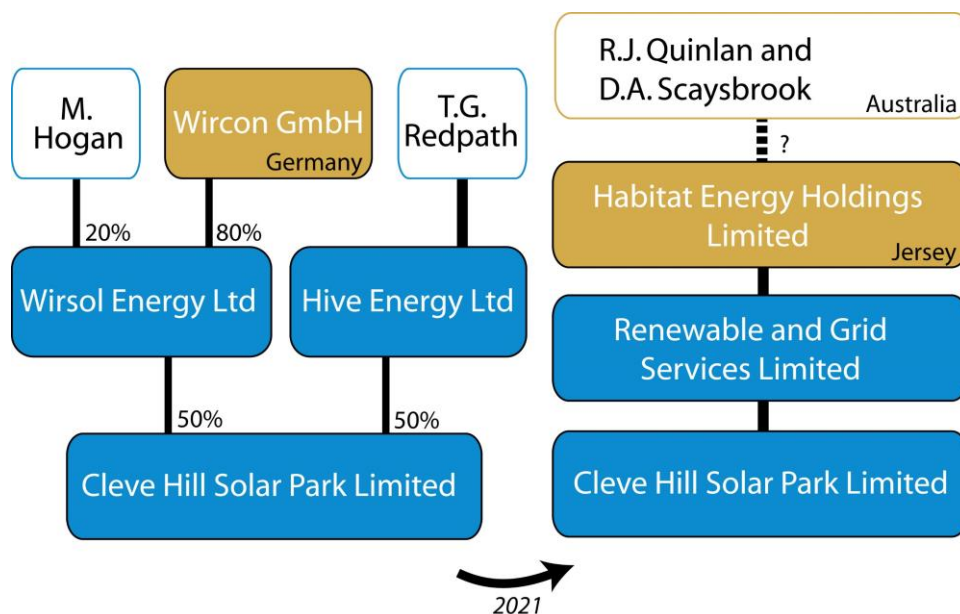 M.
Hogan
Wircon GmbH
Germany
T.G.
Redpath
20%
80%
Wirsol Energy Ltd
Hive Energy Ltd
50%
50%
Cleve Hill Solar Park Limited
R.J. Quinlan and
D.A. Scaysbrook
Australia
?
Habitat Energy Holdings
Limited
Jersey
Renewable and Grid
Services Limited
Cleve Hill Solar Park Limited
2021